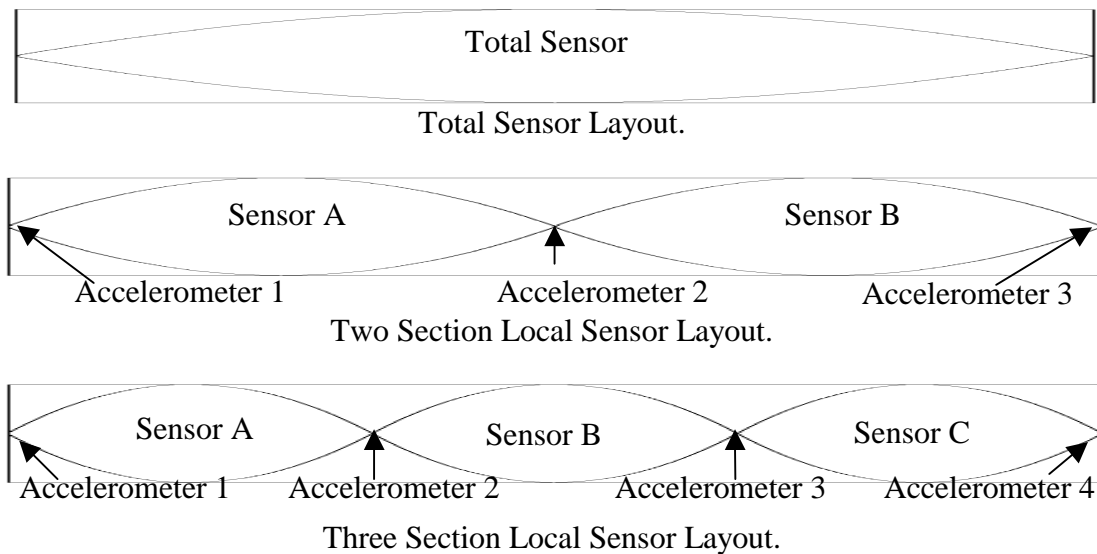 Total Sensor
Total Sensor Layout.
Sensor A
Sensor B
Accelerometer 1
Accelerometer 2
Accelerometer 3
Two Section Local Sensor Layout.
Sensor A
Sensor B
Sensor C
Accelerometer 1
Accelerometer 2
Accelerometer 3
Accelerometer 4
Three Section Local Sensor Layout.